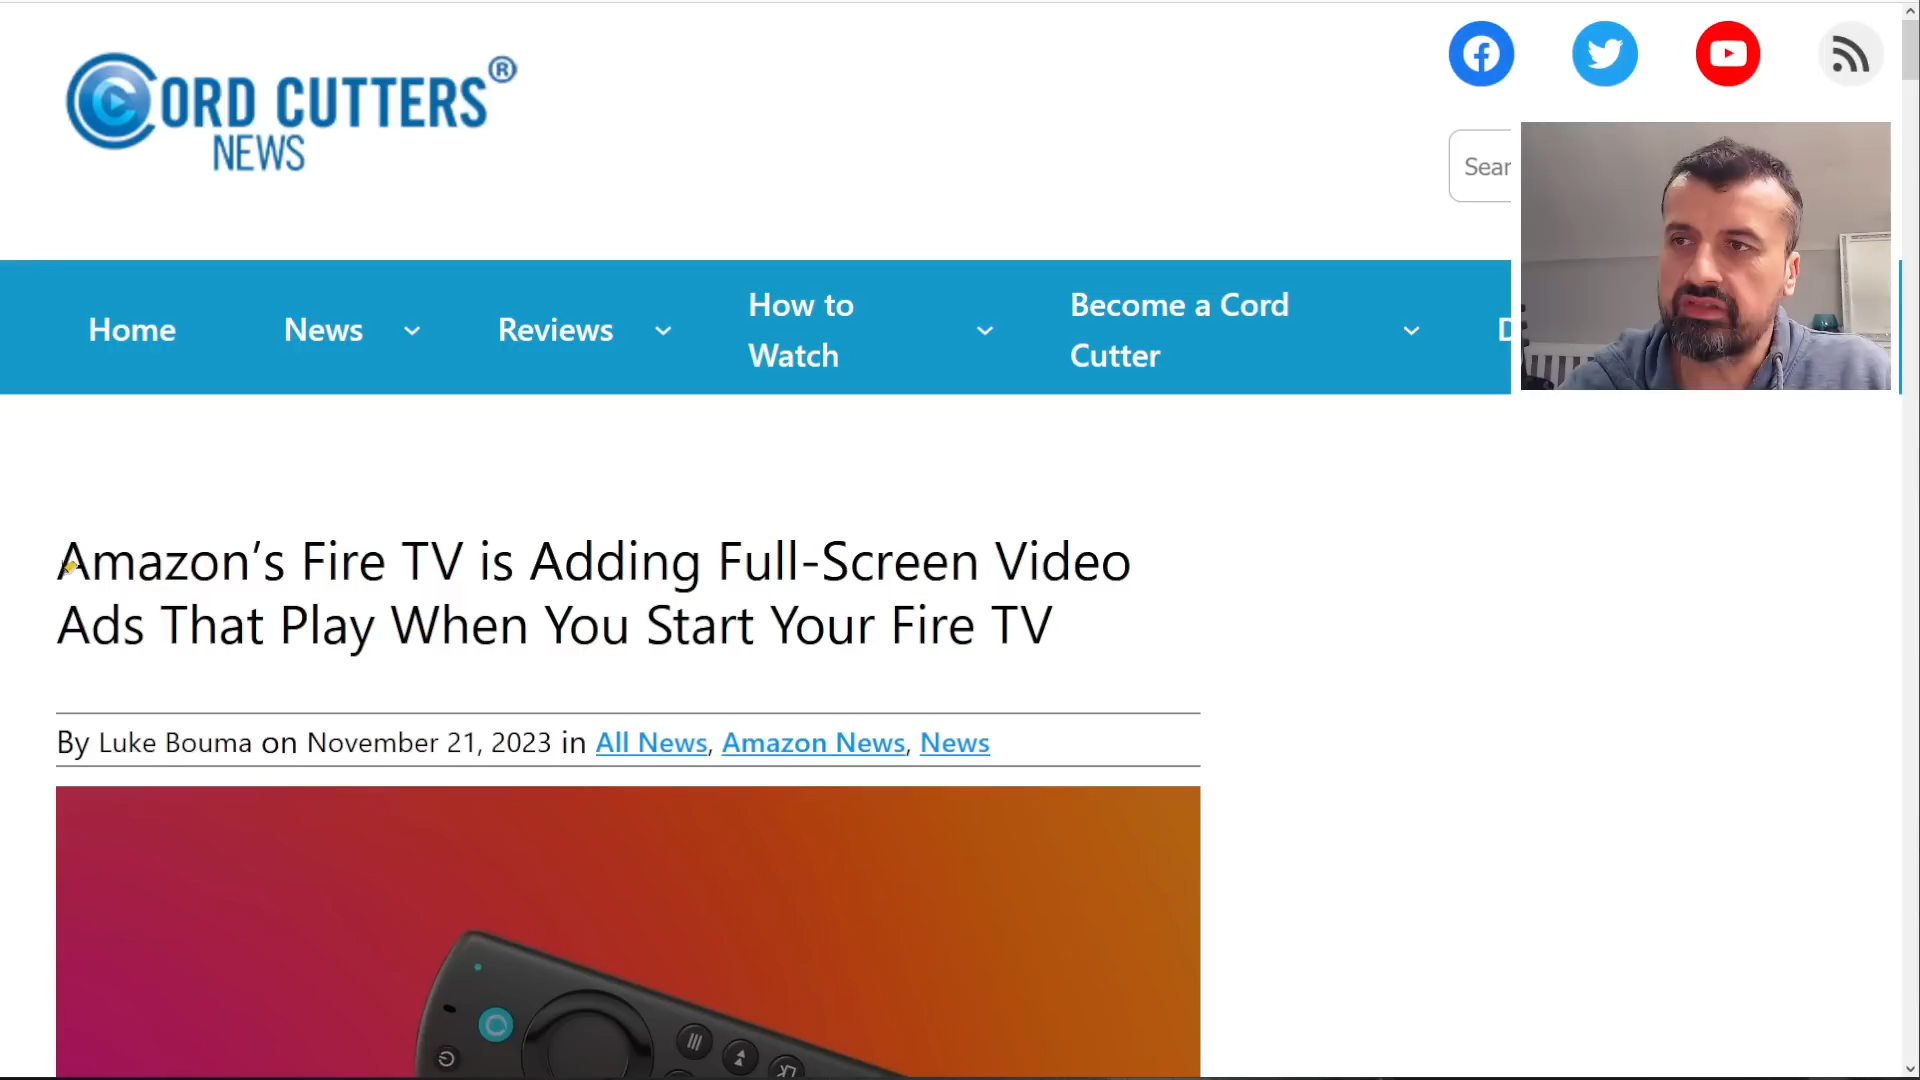 CORD CUTTERS®
NEWS
Sear
Home
News
Reviews
How to
Watch
Become a Cord
Cutter
Amazon’s Fire TV is Adding Full-Screen Video
Ads That Play When You Start Your Fire TV
By Luke Bouma on November 21, 2023 in All News, Amazon News, News